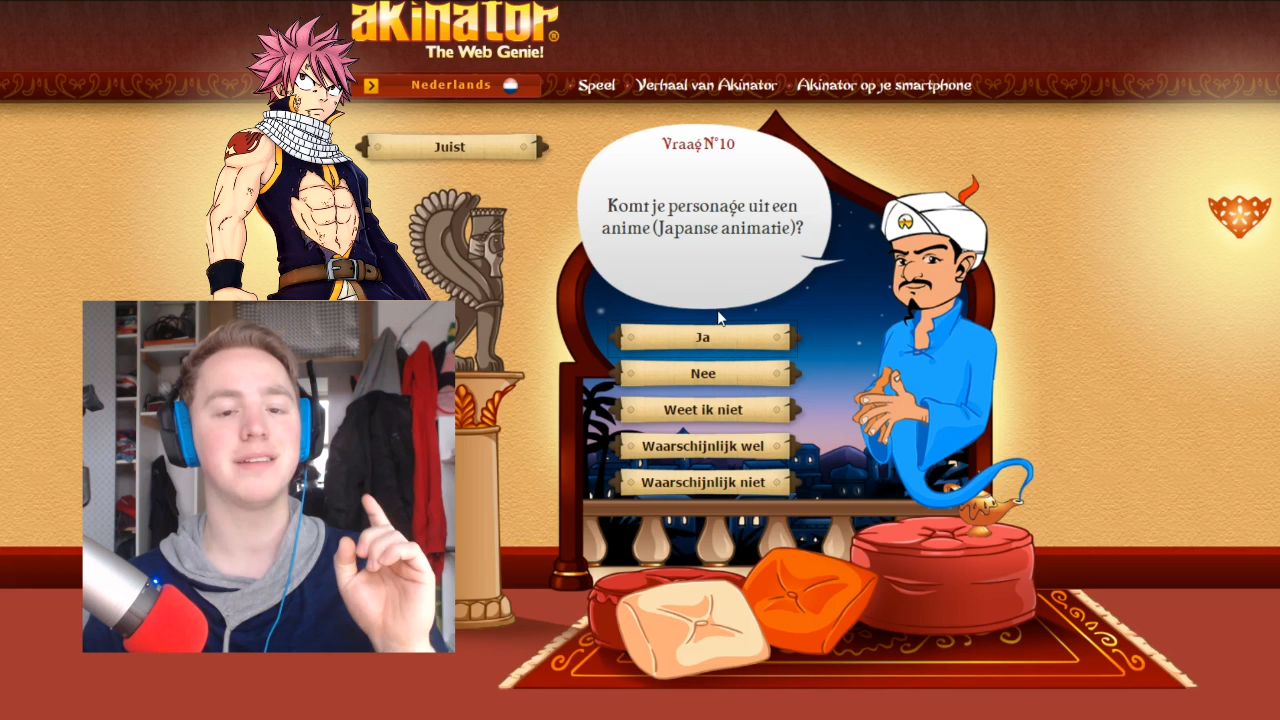 akinator®
The Web Genie!
Nederlands
Speel
Verhaal van Akinator
Akinator op je smartphone
Juist
Vraag N°10
Komt je personage uit een
anime (Japanse animatie)?
Ja
Nee
Weet ik niet
Waarschijnlijk wel
Waarschijnlijk niet